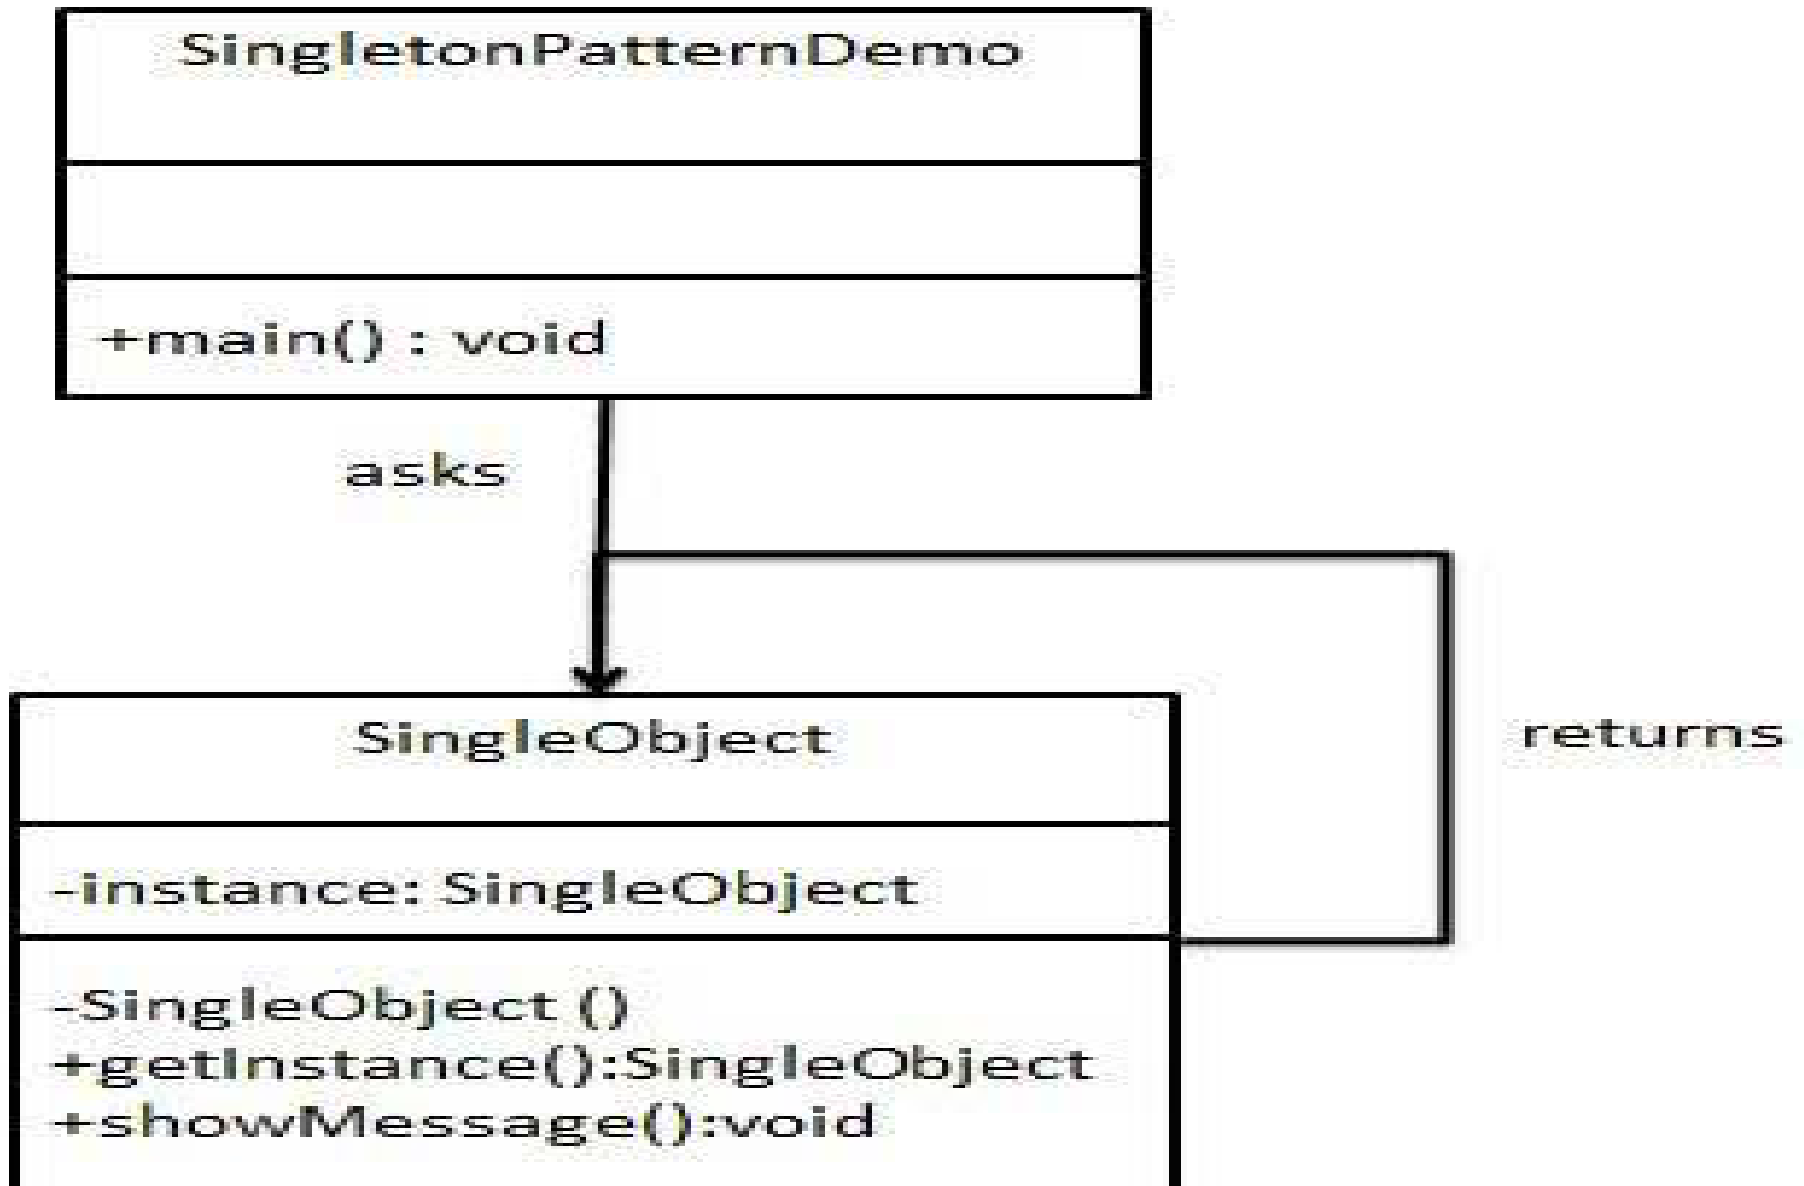 SingletonPatternDemo
+main() : void
asks
SingleObject
returns
-instance: SingleObject
-SingleObject ()
+getInstance():SingleObject
+showMessage():void